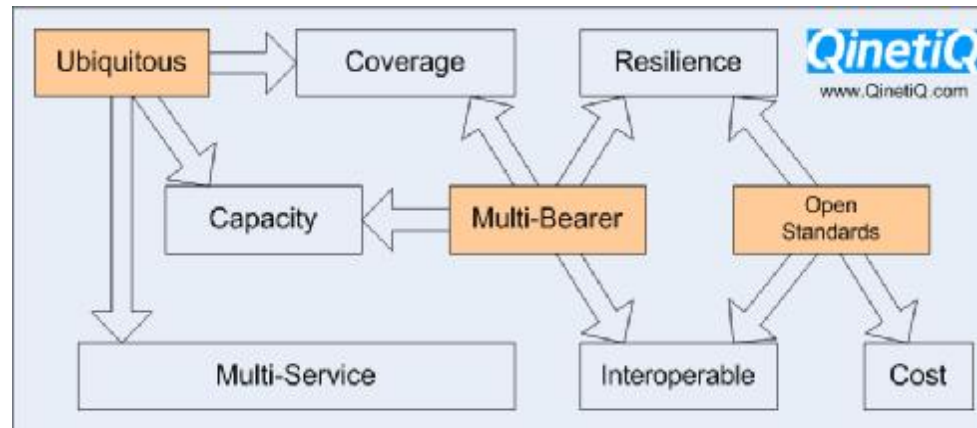 Ubiquitous
Coverage
Resilience
QinetiQ
www.QinetiQ.com
Capacity
Multi-Bearer
Open
Standards
Multi-Service
Interoperable
Cost